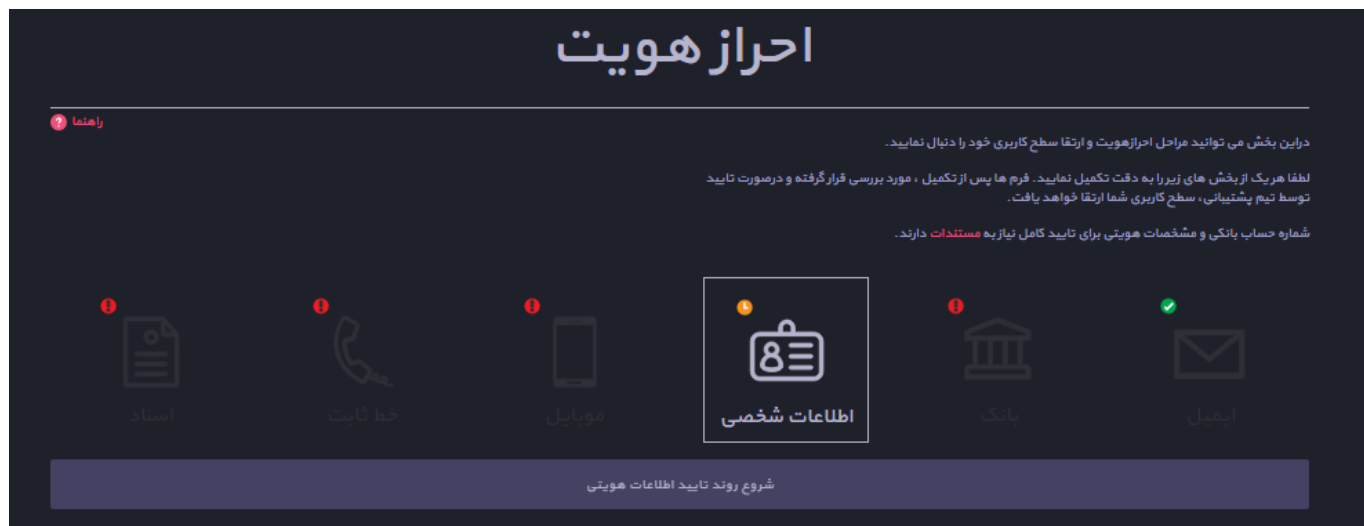 احراز هویت
راهنما
دراین بخش می توانید مراحل احرازهویت و ارتقا سطح کاربری خود را دنبال نمایید.
لطفا هریک از بخش های زیر را به دقت تکمیل نمایید. فرم ها پس از تکمیل ، مورد بررسی قرار گرفته و درصورت تایید
توسط تیم پشتیبانی، سطح کاربری شما ارتقا خواهد یافت.
شماره حساب بانکی و مشخصات هویتی برای تایید کامل نیاز به مستندات دارند.
ایمیل
بانک
اطلاعات شخصی
موبایل
خط ثابت
اسناد
شروع روند تایید اطلاعات هویتی